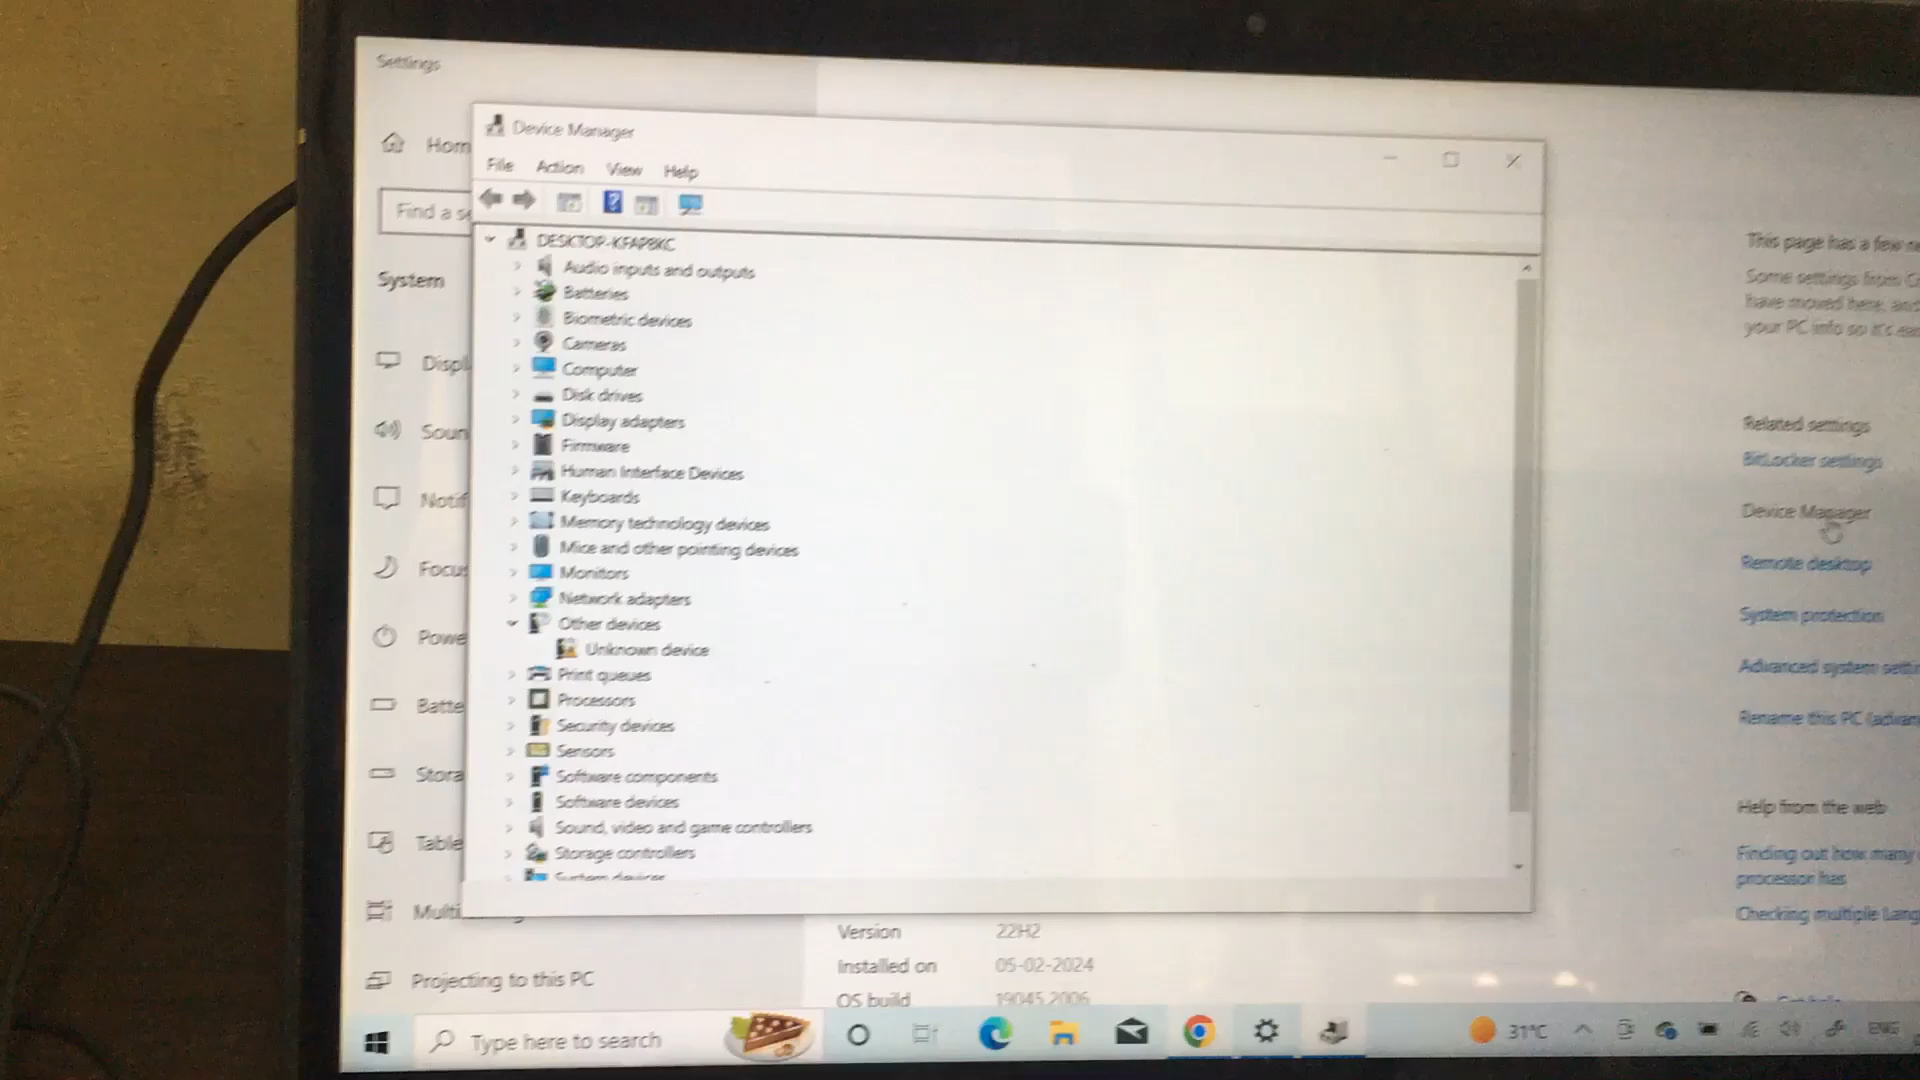 Settings
Device Manager
File Action View Help
Hom
Find a se
DESKTOP-KFAP8KC
Audio inputs and outputs
System
Batteries
Biometric devices
Cameras
Displ
Computer
Disk drives
Display adapters
Soun
Firmware
Human Interface Devices
Keyboards
Notif
Memory technology devices
Mice and other pointing devices
Focus
Monitors
Network adapters
Other devices
Powe
Unknown device
Print queues
Batte
Processors
Security devices
Sensors
Stora
Software components
Software devices
Sound, video and game controllers
Table
Storage controllers
System devices
Multi
Projecting to this PC
Version 22H2
Installed on 05-02-2024
OS build 19045.2006
This page has a few
Some settings from
have moved here, and
your PC info so it's
Related settings
BitLocker settings
Device Manager
Remote desktop
System protection
Advanced system
Rename this PC
Help from the web
Finding out how many
processor has
Checking multiple
Type here to search
31°C
ENG